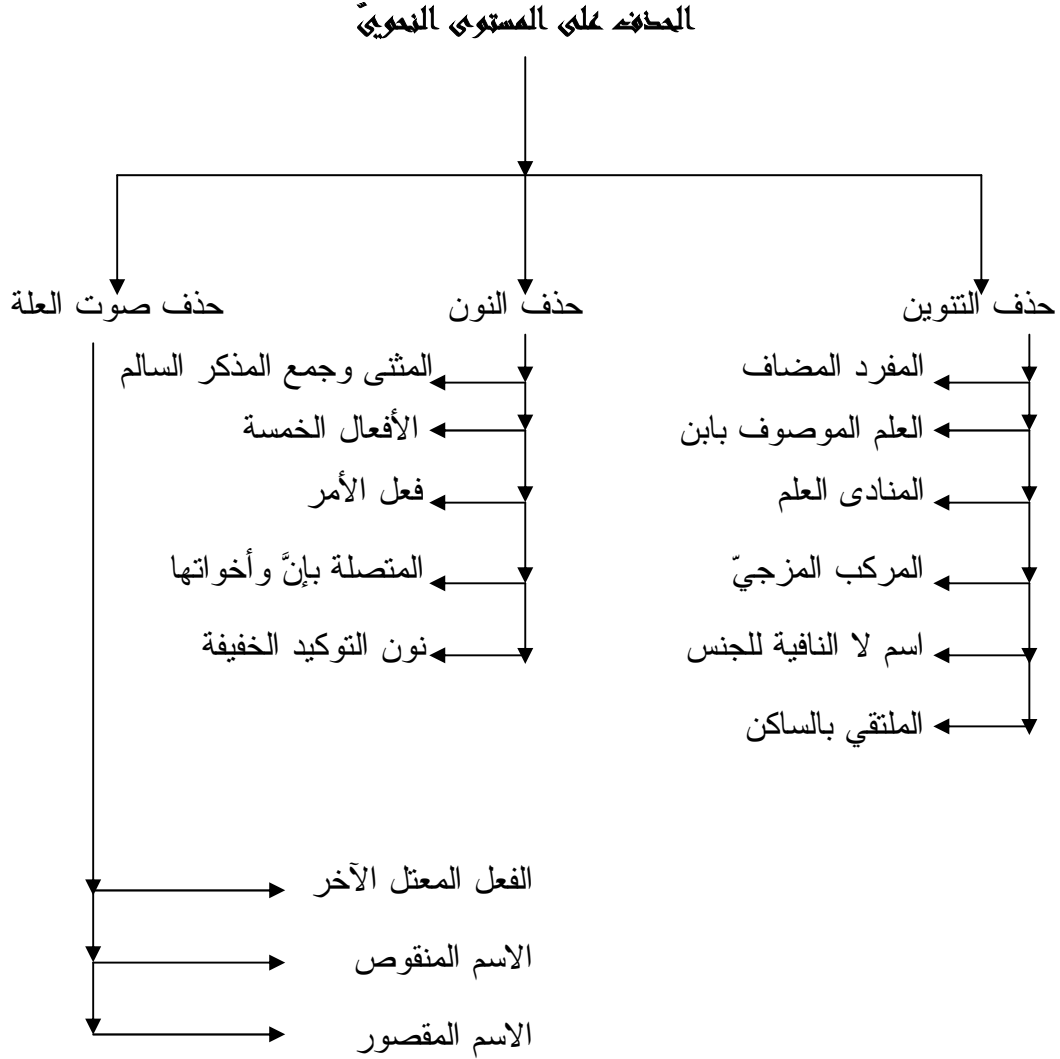 الحذف على المستوى النحويّ
حذف التنوين
المفرد المضاف
العلم الموصوف بابن
المنادى العلم
المركب المزجيّ
اسم لا النافية للجنس
الملتقي بالساكن
حذف النون
المثنى وجمع المذكر السالم
الأفعال الخمسة
فعل الأمر
المتصلة بإنَّ وأخواتها
نون التوكيد الخفيفة
حذف صوت العلة
الفعل المعتل الآخر
الاسم المنقوص
الاسم المقصور